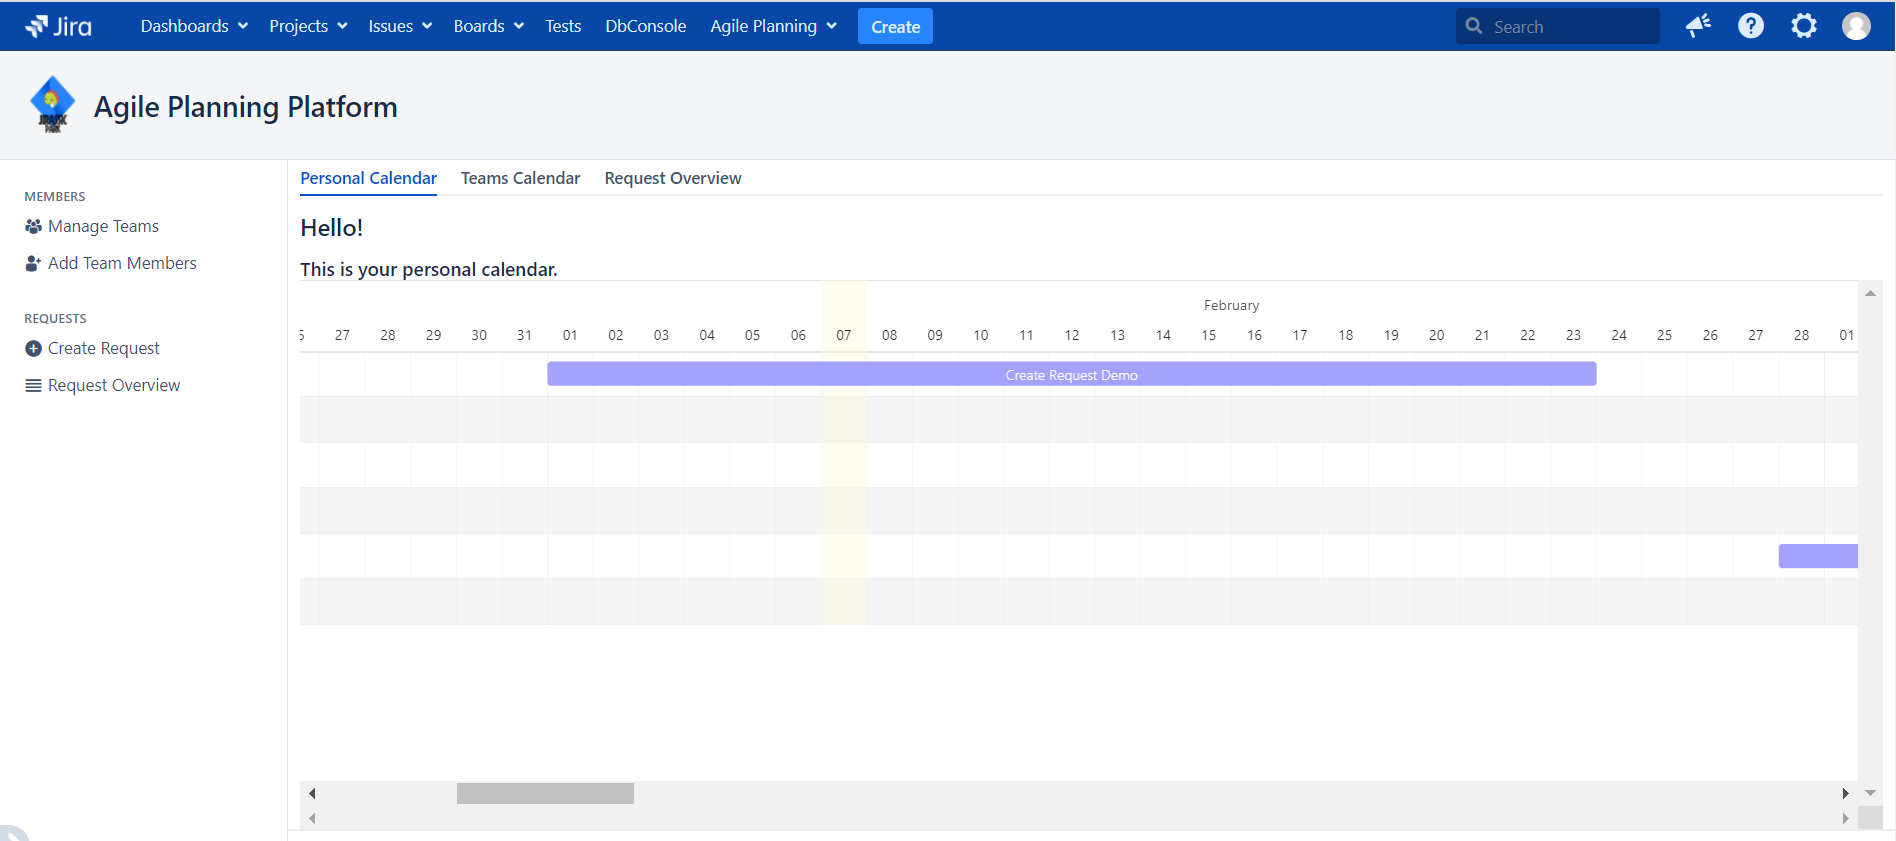 Jira Dashboards Projects Issues Boards Tests DbConsole Agile Planning Create Search
JIRASIC
PARK
Agile Planning Platform
MEMBERS
Manage Teams
Add Team Members
REQUESTS
Create Request
Request Overview
Personal Calendar Teams Calendar Request Overview
Hello!
This is your personal calendar.
February
27 28 29 30 31 01 02 03 04 05 06 07 08 09 10 11 12 13 14 15 16 17 18 19 20 21 22 23 24 25 26 27 28 01
Create Request Demo